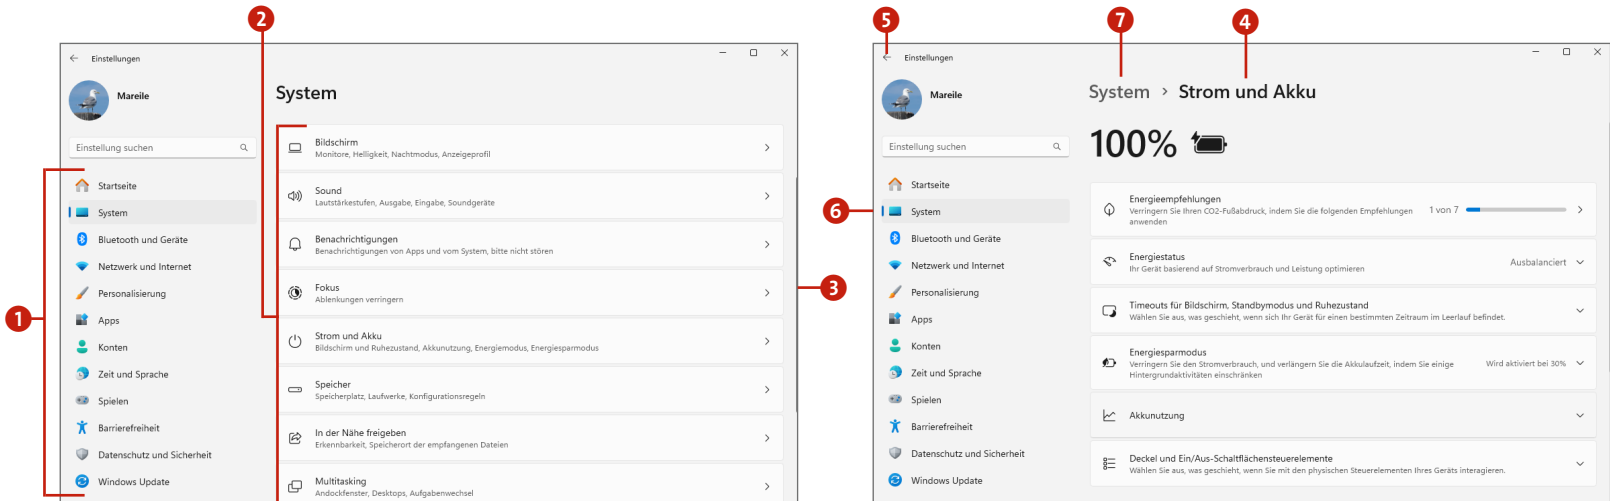 2
5
7
4
Einstellungen
Mareile
System
Einstellung suchen
Startseite
System
Bluetooth und Geräte
Netzwerk und Internet
Personalisierung
Apps
Konten
Zeit und Sprache
Spielen
Barrierefreiheit
Datenschutz und Sicherheit
Windows Update
1
Bildschirm
Monitore, Helligkeit, Nachtmodus, Anzeigeprofil
Sound
Lautstärkestufen, Ausgabe, Eingabe, Soundgeräte
Benachrichtigungen
Benachrichtigungen von Apps und vom System, bitte nicht stören
Fokus
Ablenkungen verringern
Strom und Akku
Bildschirm und Ruhezustand, Akkunutzung, Energiemodus, Energiesparmodus
Speicher
Speicherplatz, Laufwerke, Konfigurationsregeln
In der Nähe freigeben
Erkennbarkeit, Speicherort der empfangenen Dateien
Multitasking
Andockfenster, Desktops, Aufgabenwechsel
3
6
Einstellungen
Mareile
System > Strom und Akku
100%
Einstellung suchen
Startseite
System
Bluetooth und Geräte
Netzwerk und Internet
Personalisierung
Apps
Konten
Zeit und Sprache
Spielen
Barrierefreiheit
Datenschutz und Sicherheit
Windows Update
Energieempfehlungen
Verringern Sie Ihren CO2-Fußabdruck, indem Sie die folgenden Empfehlungen
anwenden
1 von 7
Energiestatus
Ihr Gerät basierend auf Stromverbrauch und Leistung optimieren
Ausbalanciert
Timeouts für Bildschirm, Standbymodus und Ruhezustand
Wählen Sie aus, was geschieht, wenn sich Ihr Gerät für einen bestimmten Zeitraum im Leerlauf befindet.
Energiesparmodus
Verringern Sie den Stromverbrauch, und verlängern Sie die Akkulaufzeit, indem Sie einige
Hintergrundaktivitäten einschränken
Wird aktiviert bei 30%
Akkunutzung
Deckel und Ein/Aus-Schaltflächensteuerelemente
Wählen Sie aus, was geschieht, wenn Sie mit den physischen Steuerelementen Ihres Geräts interagieren.